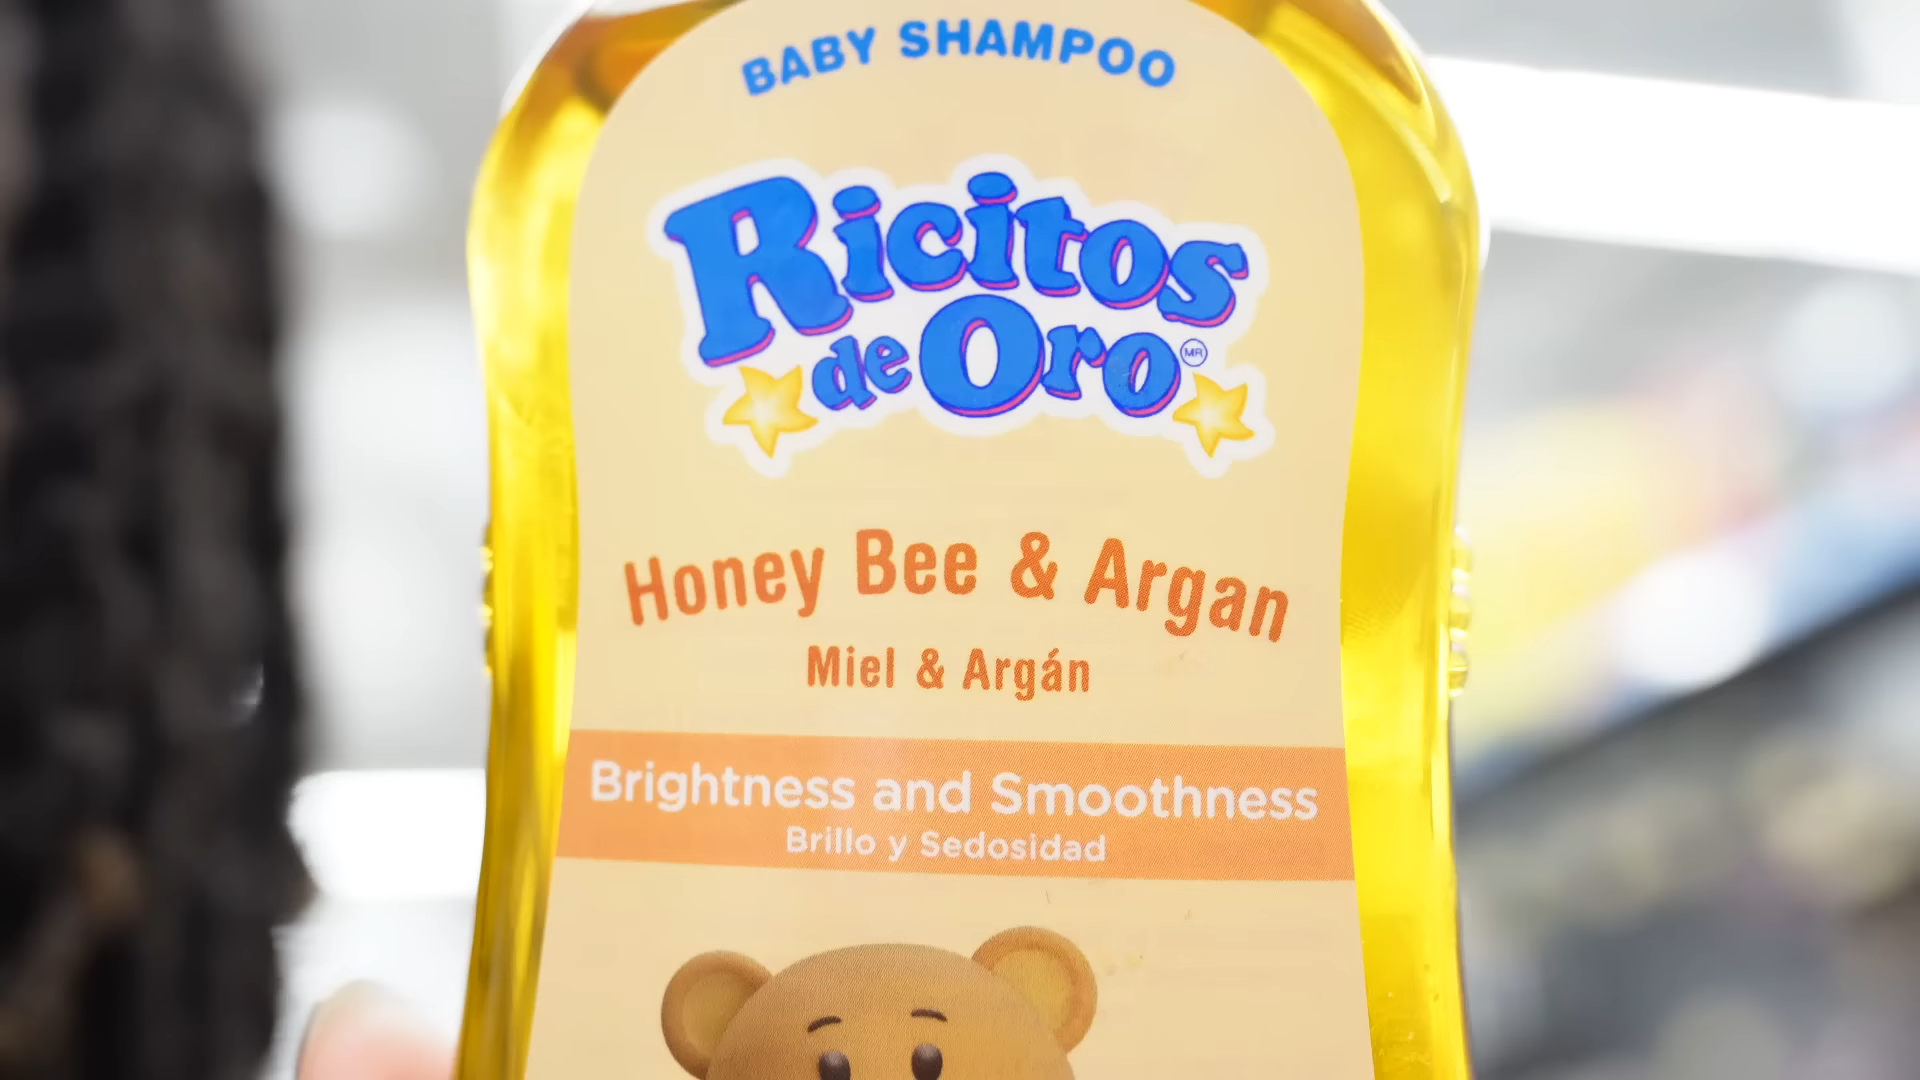 BABY SHAMPOO
Ricitos
de Oro MR
Honey Bee & Argan
Miel & Argán
Brightness and Smoothness
Brillo y Sedosidad